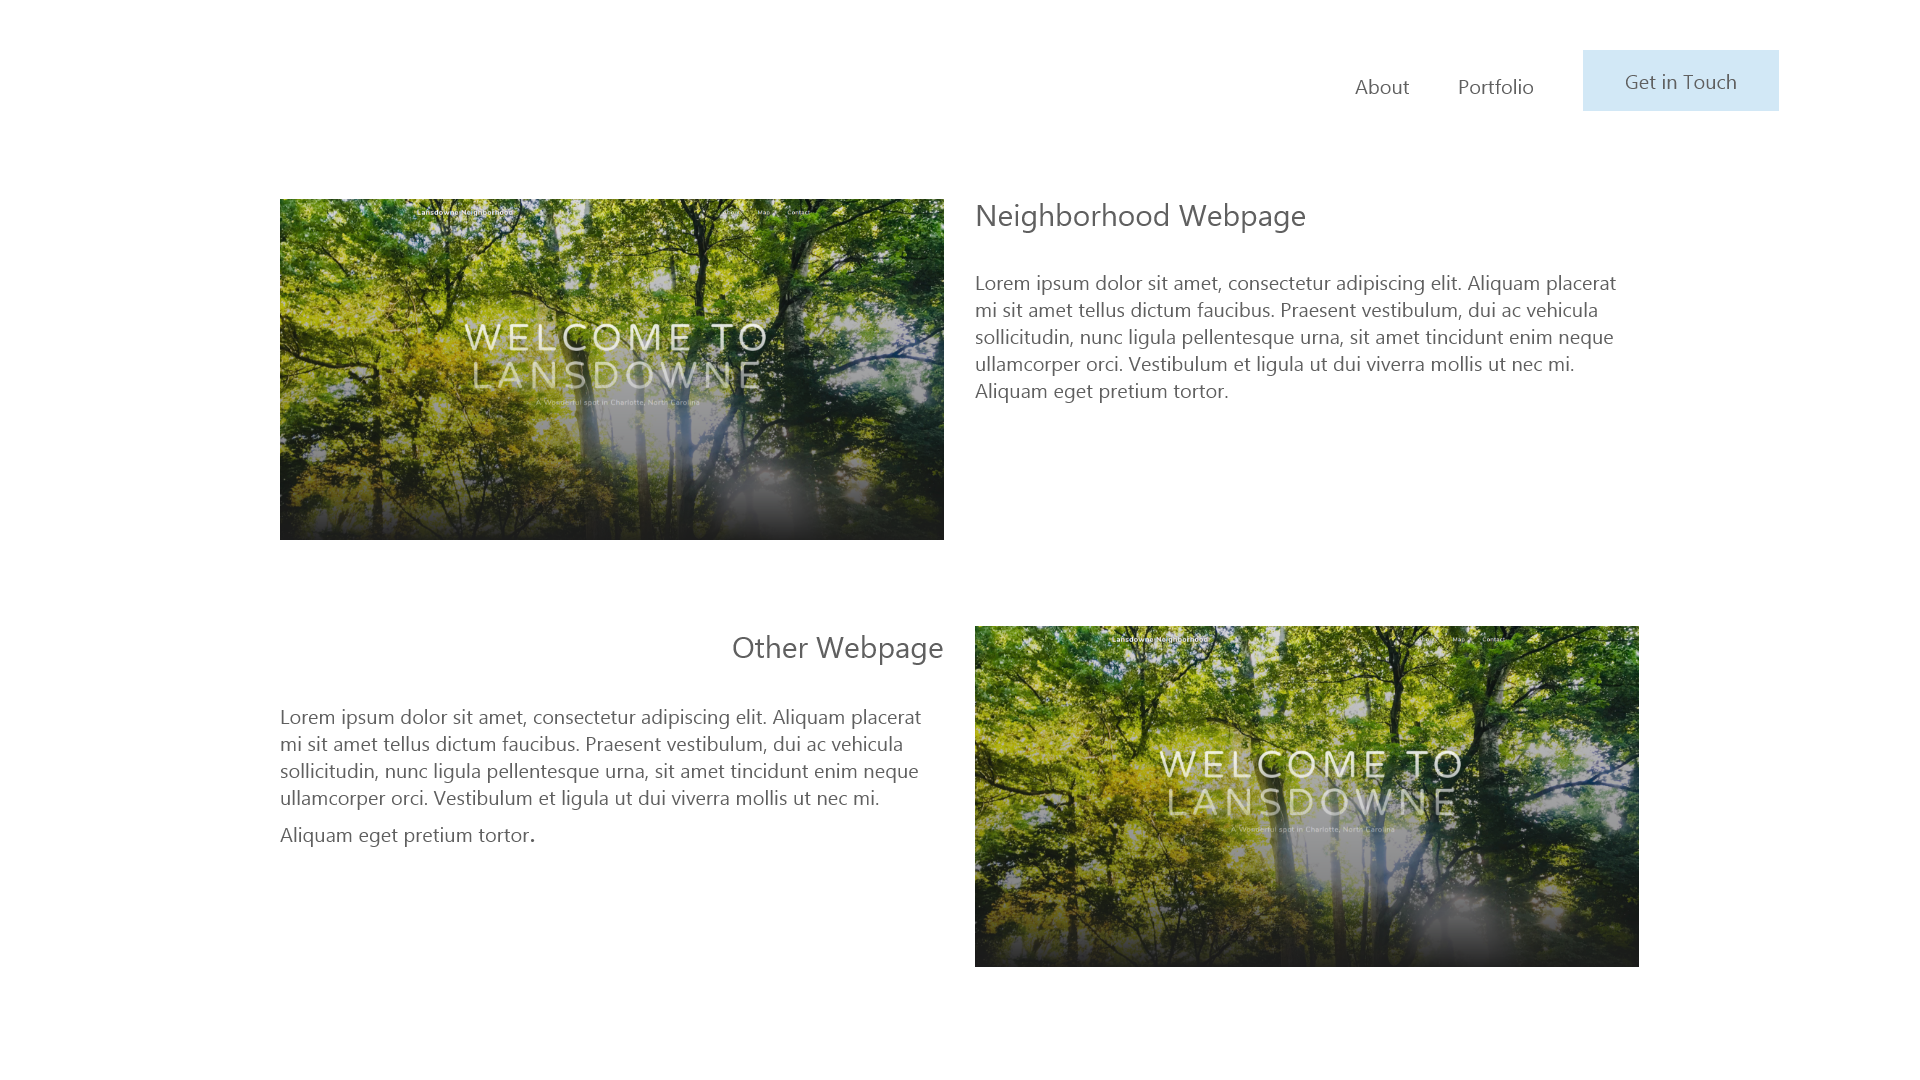 About
Portfolio
Get in Touch
Lansdowne Neighborhood
About
Map
Contact
WELCOME TO
LANSDOWNE
A Wonderful spot in Charlotte, North Carolina
Neighborhood Webpage
Lorem ipsum dolor sit amet, consectetur adipiscing elit. Aliquam placerat
mi sit amet tellus dictum faucibus. Praesent vestibulum, dui ac vehicula
sollicitudin, nunc ligula pellentesque urna, sit amet tincidunt enim neque
ullamcorper orci. Vestibulum et ligula ut dui viverra mollis ut nec mi.
Aliquam eget pretium tortor.
Other Webpage
Lorem ipsum dolor sit amet, consectetur adipiscing elit. Aliquam placerat
mi sit amet tellus dictum faucibus. Praesent vestibulum, dui ac vehicula
sollicitudin, nunc ligula pellentesque urna, sit amet tincidunt enim neque
ullamcorper orci. Vestibulum et ligula ut dui viverra mollis ut nec mi.
Aliquam eget pretium tortor.
Lansdowne Neighborhood
About
Map
Contact
WELCOME TO
LANSDOWNE
A Wonderful spot in Charlotte, North Carolina